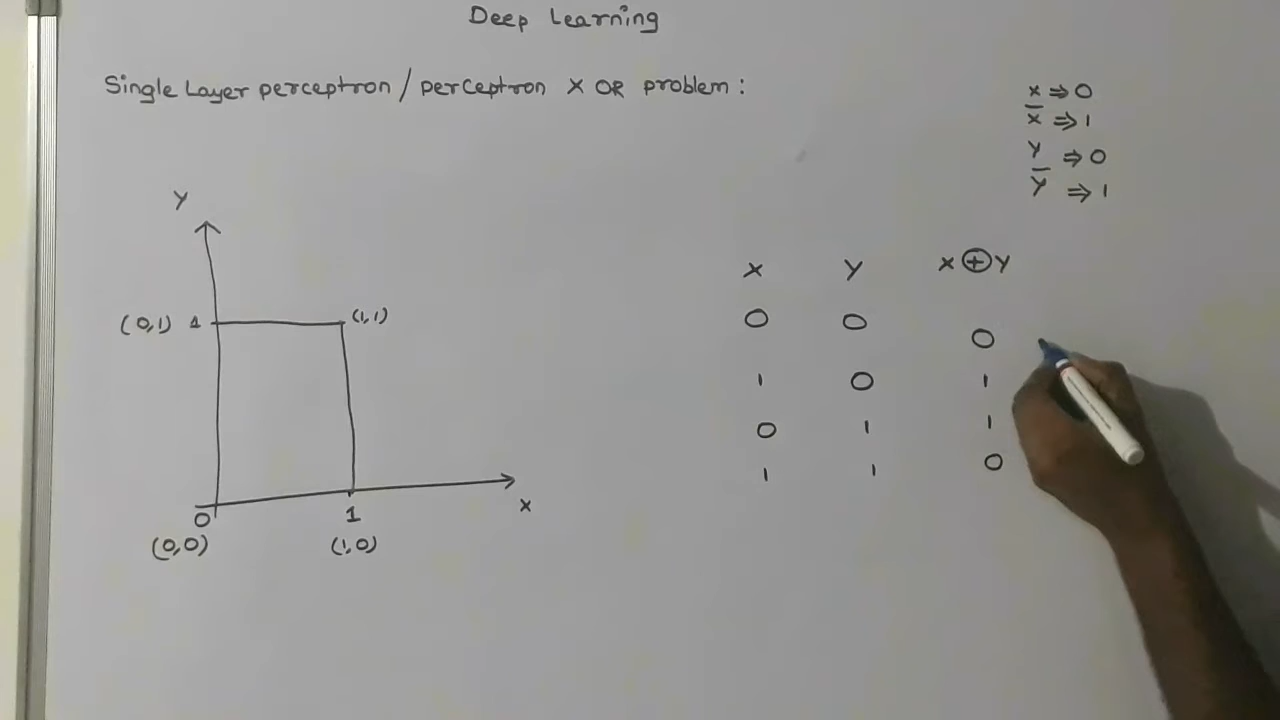 Deep Learning
Single Layer perceptron / perceptron X OR problem :
x ⇒ 0
x̅ ⇒ 1
y ⇒ 0
y̅ ⇒ 1
Y
(0,1) 1 (1,1)
0 1 X
(0,0) (1,0)
X Y X ⊕ Y
0 0 0
1 0 1
0 1 1
1 1 0